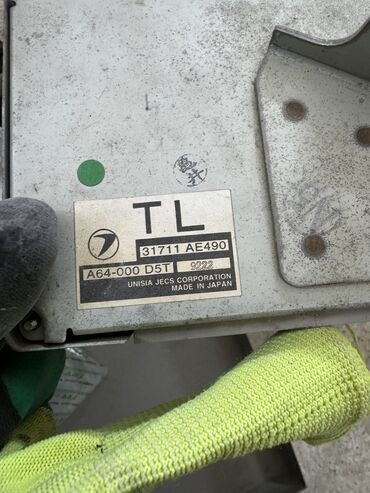 TL
31711 AE490
A64-000 D5T 9222
UNISIA JECS CORPORATION
MADE IN JAPAN